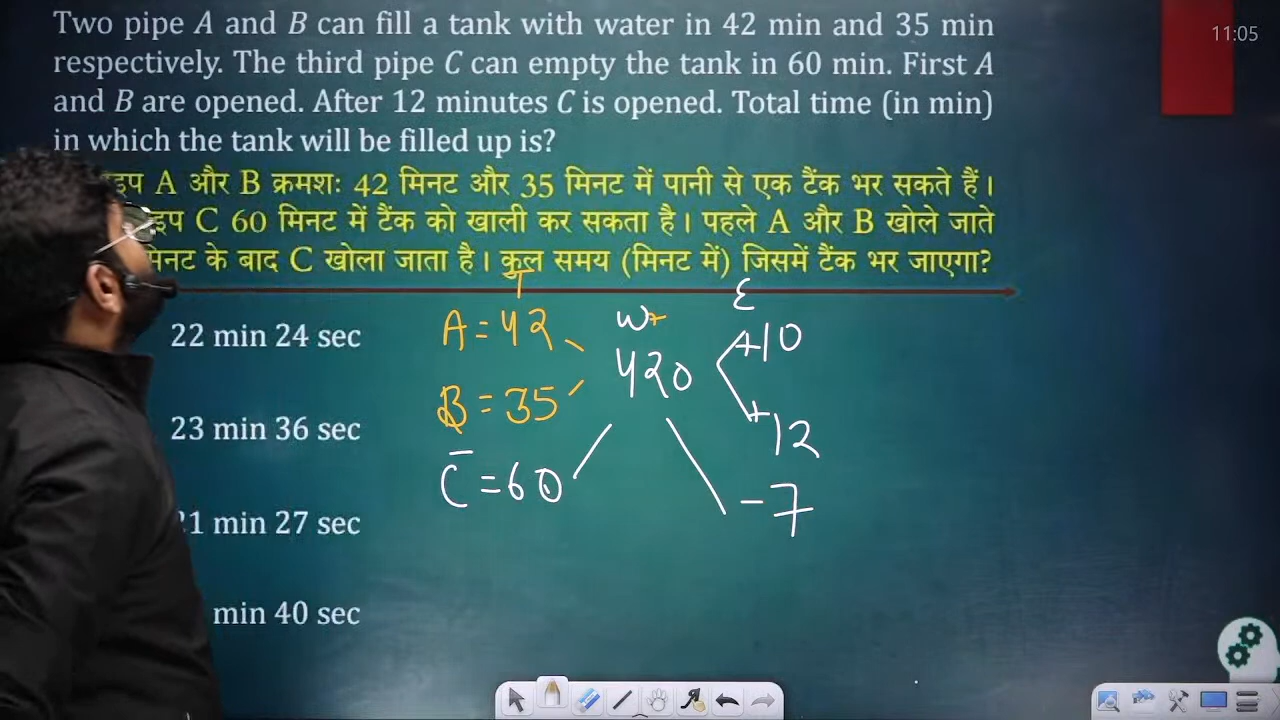 11:05
Two pipe A and B can fill a tank with water in 42 min and 35 min
respectively. The third pipe C can empty the tank in 60 min. First A
and B are opened. After 12 minutes C is opened. Total time (in min)
in which the tank will be filled up is?
A और B क्रमशः 42 मिनट और 35 मिनट में पानी से एक टैंक भर सकते हैं।
C 60 मिनट में टैंक को खाली कर सकता है। पहले A और B खोले जाते
के बाद C खोला जाता है। कुल समय (मिनट में) जिसमें टैंक भर जाएगा?
T
W
E
22 min 24 sec
A = 42
420
+10
23 min 36 sec
B = 35
+12
C = 60
-7
1 min 27 sec
min 40 sec